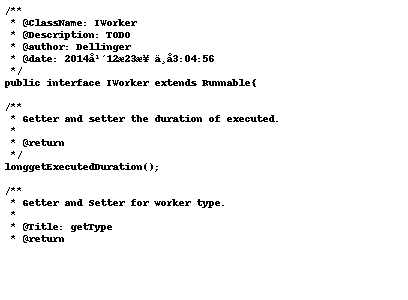 /**
 * @ClassName: IWorker
 * @Description: TODO
 * @author: Dellinger
 * @date: 2014å¹´12æ23æ¥ ä¸å3:04:56
 */
public interface IWorker extends Runnable{

/**
 * Getter and setter the duration of executed.
 *
 * @return
 */
longgetExecutedDuration();

/**
 * Getter and Setter for worker type.
 *
 * @Title: getType
 * @return